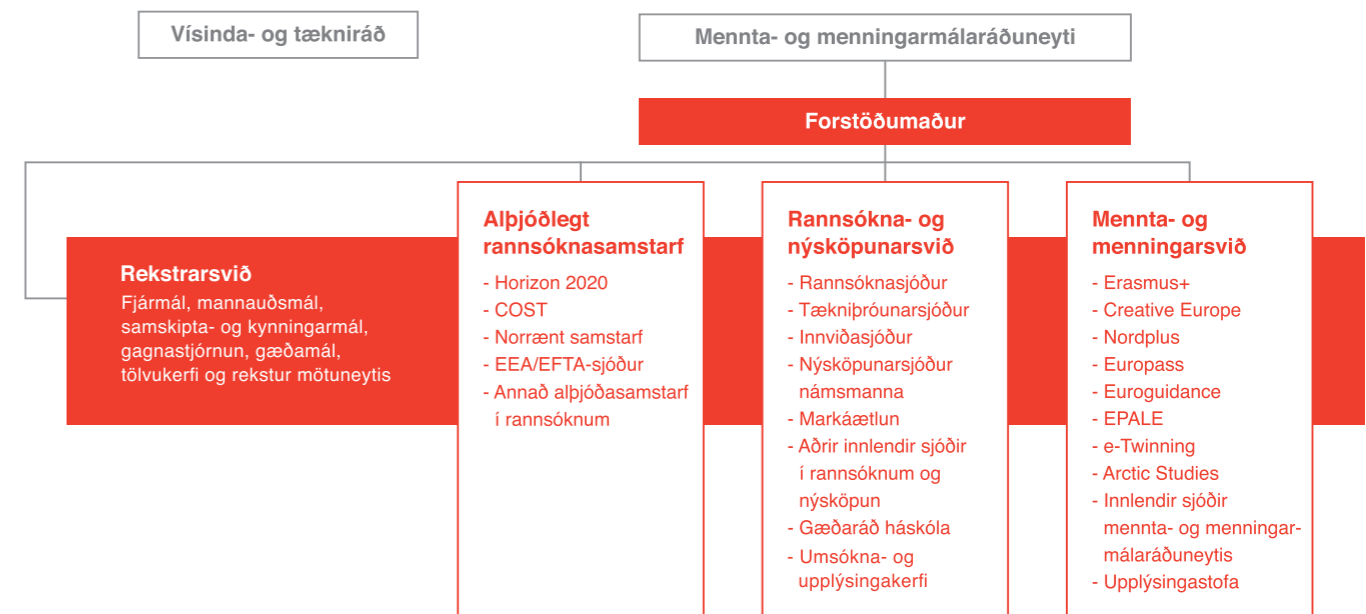 Vísinda- og tækniráð
Mennta- og menningarmálaráðuneyti
Forstöðumaður
Rekstrarsvið
Fjármál, mannauðsmál,
samskipta- og kynningarmál,
gagnastjórnun, gæðamál,
tölvukerfi og rekstur mötuneytis
Alþjóðlegt
rannsóknasamstarf
- Horizon 2020
- COST
- Norrænt samstarf
- EEA/EFTA-sjóður
- Annað alþjóðasamstarf
í rannsóknum
Rannsókna- og
nýsköpunarsvið
- Rannsóknasjóður
- Tækniþróunarsjóður
- Innviðasjóður
- Nýsköpunarsjóður
námsmanna
- Markáætlun
- Aðrir innlendir sjóðir
í rannsóknum og
nýsköpun
- Gæðaráð háskóla
- Umsókna- og
upplýsingakerfi
Mennta- og
menningarsvið
- Erasmus+
- Creative Europe
- Nordplus
- Europass
- Euroguidance
- EPALE
- e-Twinning
- Arctic Studies
- Innlendir sjóðir
mennta- og menningar-
málaráðuneytis
- Upplýsingastofa